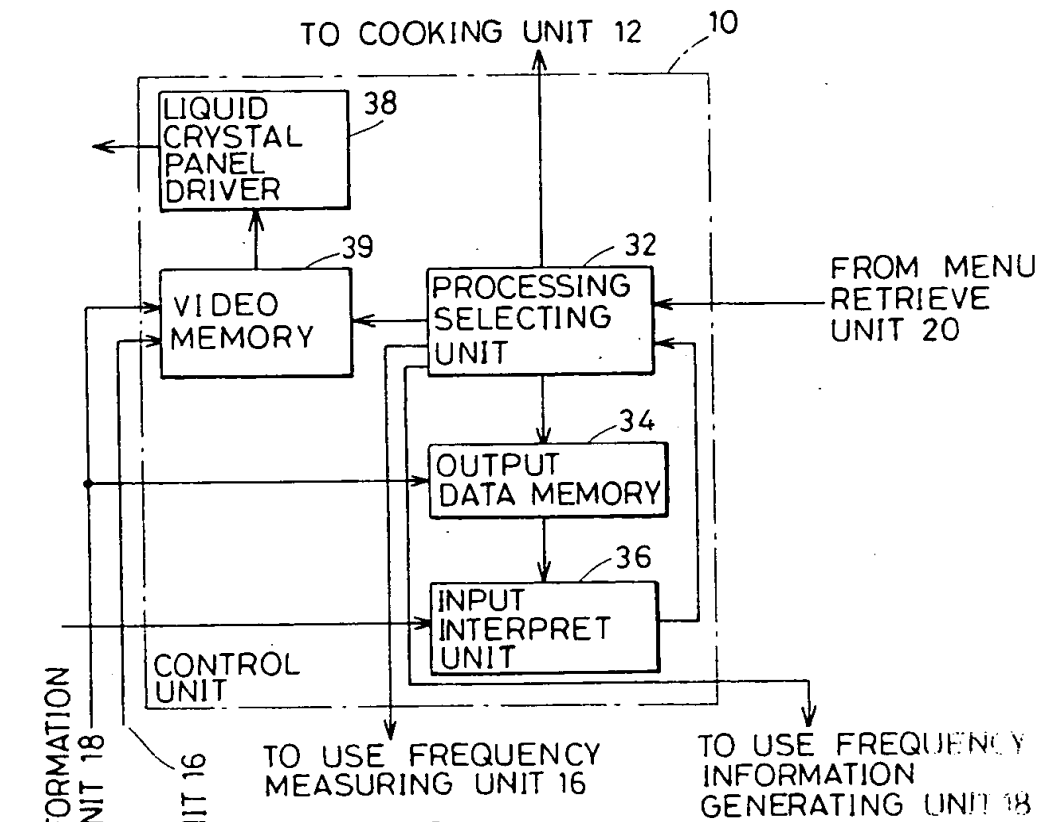 TO COOKING UNIT 12
10
LIQUID
CRYSTAL
PANEL
DRIVER
38
39
VIDEO
MEMORY
32
PROCESSING
SELECTING
UNIT
FROM MENU
RETRIEVE
UNIT 20
34
OUTPUT
DATA MEMORY
36
INPUT
INTERPRET
UNIT
CONTROL
UNIT
18
16
TO USE FREQUENCY
MEASURING UNIT 16
TO USE FREQUENCY
INFORMATION
GENERATING UNIT 18